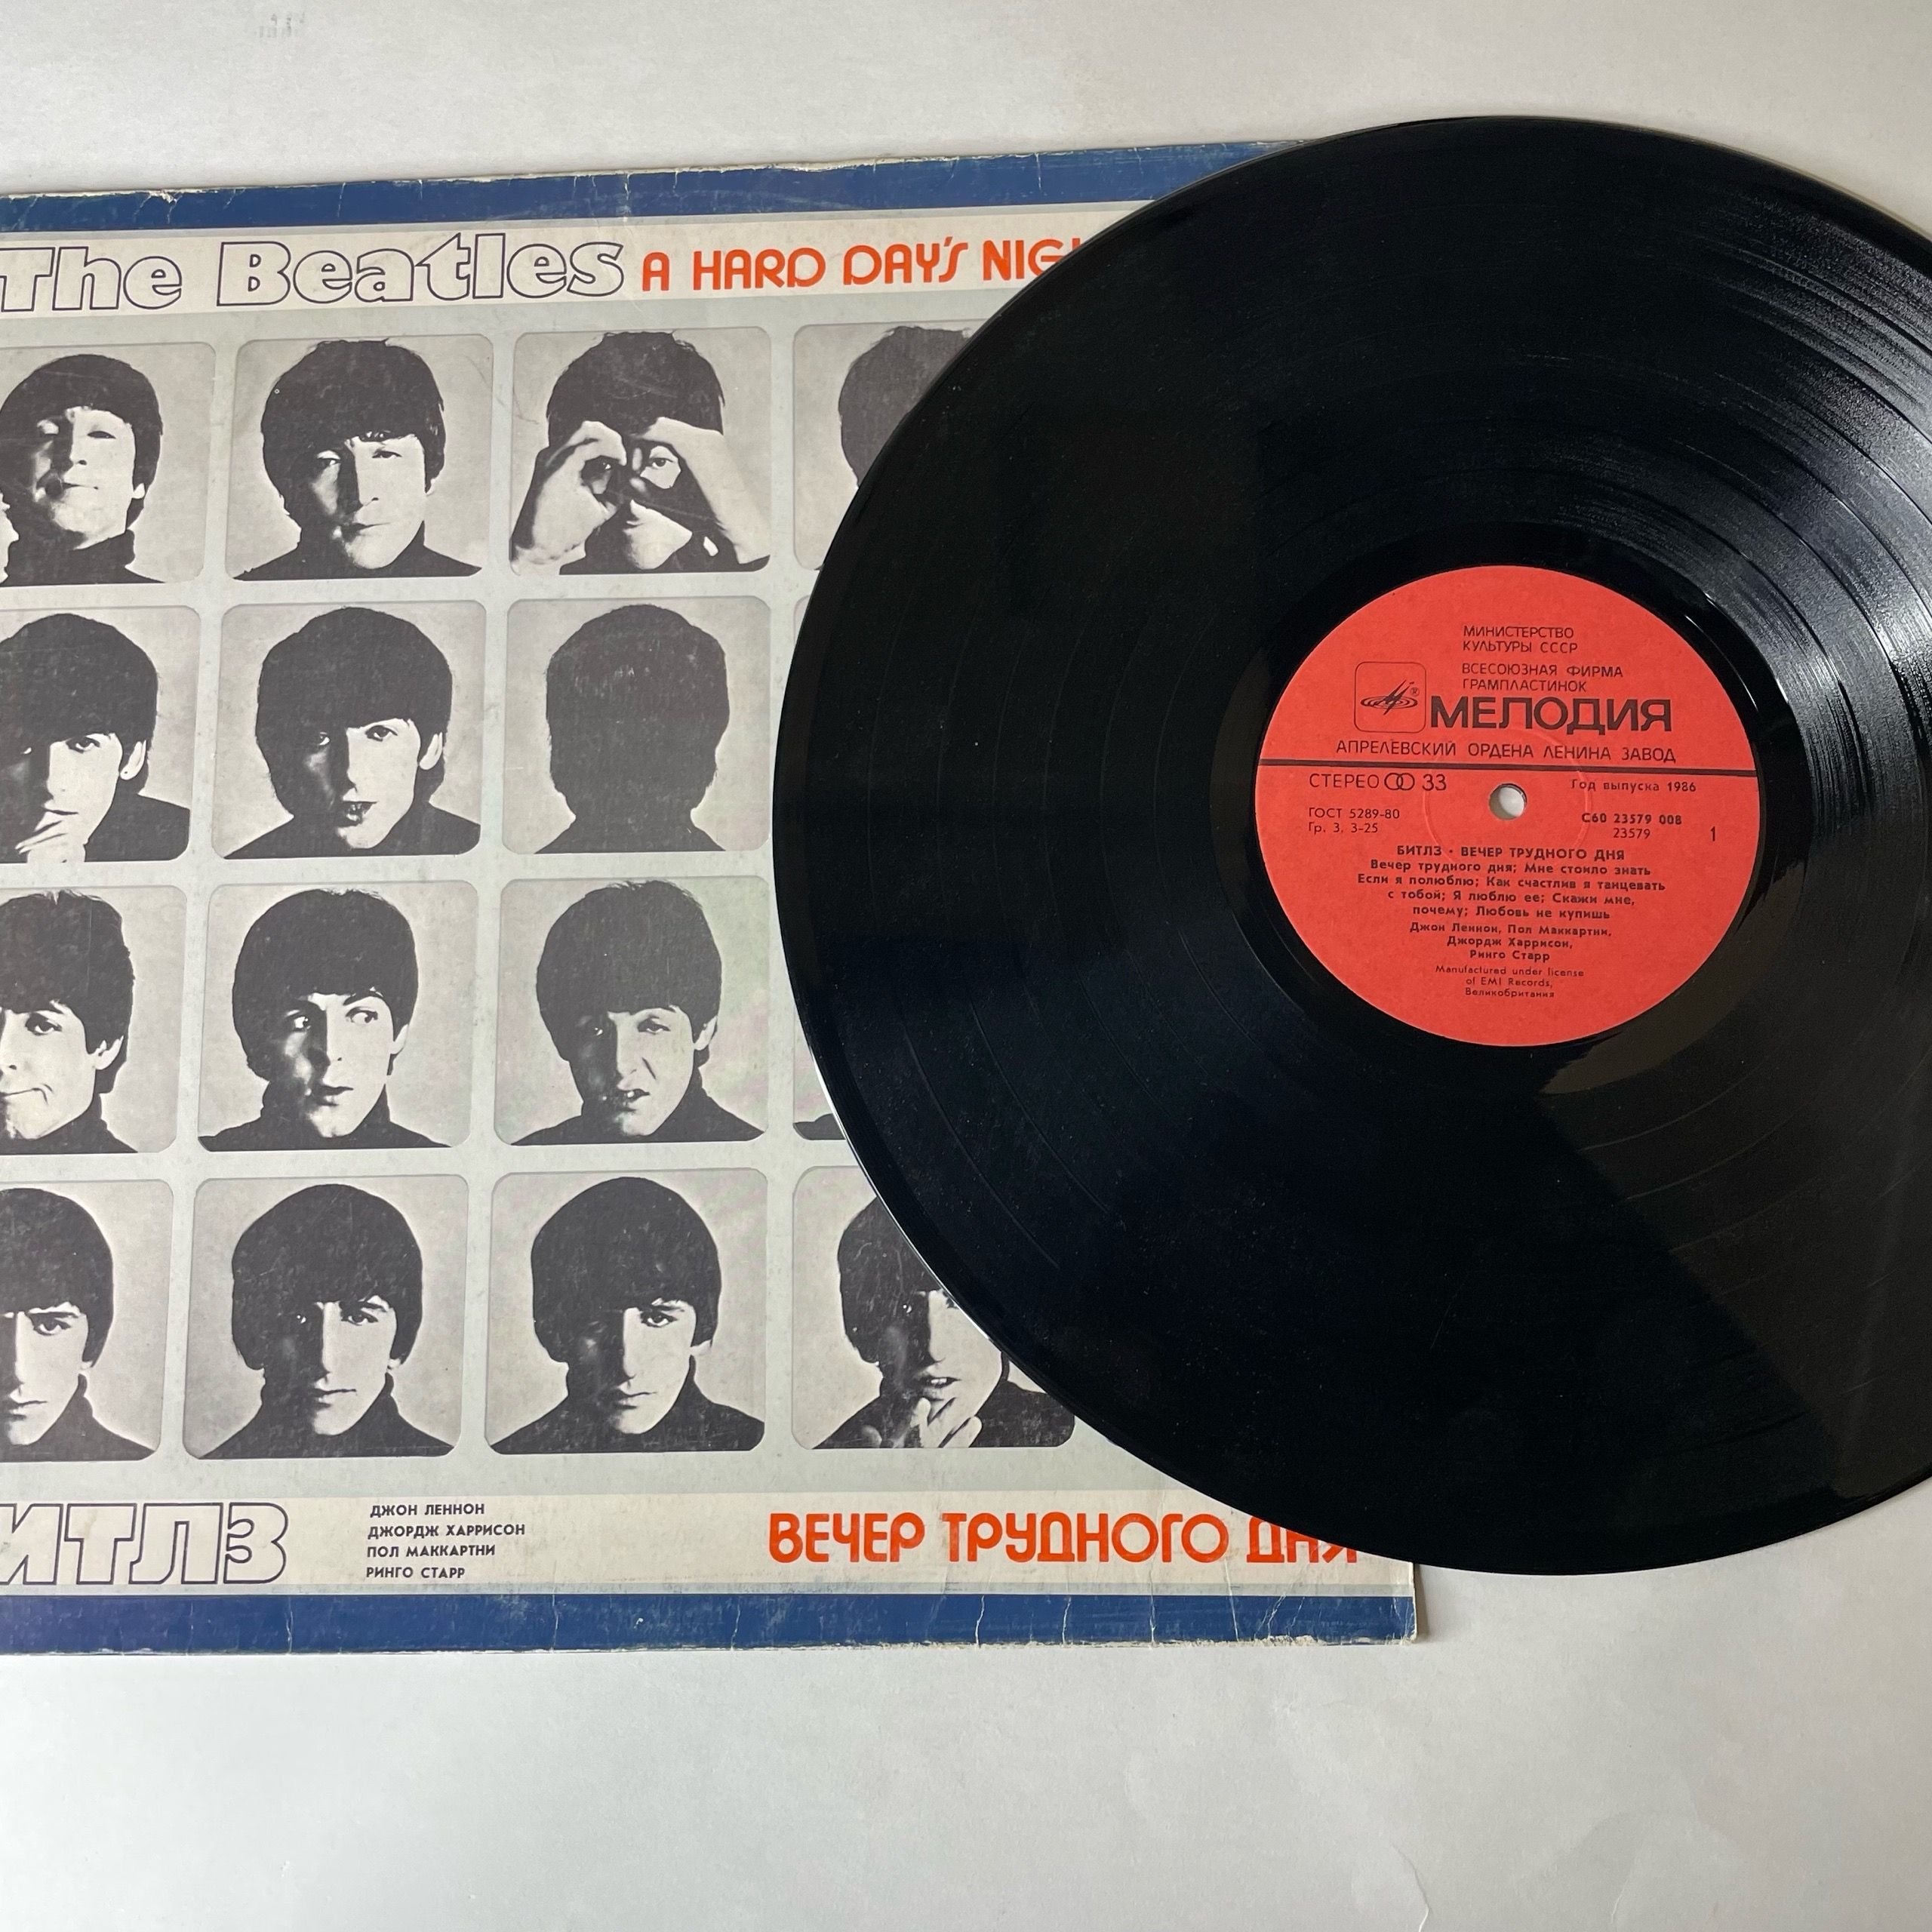 The Beatles A HARD DAY'S NIG
ИТЛЗ
ДЖОН ЛЕННОН
ДЖОРДЖ ХАРРИСОН
ПОЛ МАККАРТНИ
РИНГО СТАРР
ВЕЧЕР ТРУДНОГО ДНЯ
МИНИСТЕРСТВО
КУЛЬТУРЫ СССР
ВСЕСОЮЗНАЯ ФИРМА
ГРАМПЛАСТИНОК
® МЕЛОДИЯ
АПРЕЛЕВСКИЙ ОРДЕНА ЛЕНИНА ЗАВОД
СТЕРЕО 33
Год выпуска 1986
ГОСТ 5289-80
Гр. 3. 3-25
С60 23579 008
23579
1
БИТЛЗ · ВЕЧЕР ТРУДНОГО ДНЯ
Вечер трудного дня; Мне стоило знать
Если я полюблю; Как счастлив я танцевать
с тобой; Я люблю ее; Скажи мне,
почему; Любовь не купишь
Джон Леннон, Пол Маккартни,
Джордж Харрисон,
Ринго Старр
Manufactured under license
of EMI Records,
Великобритания